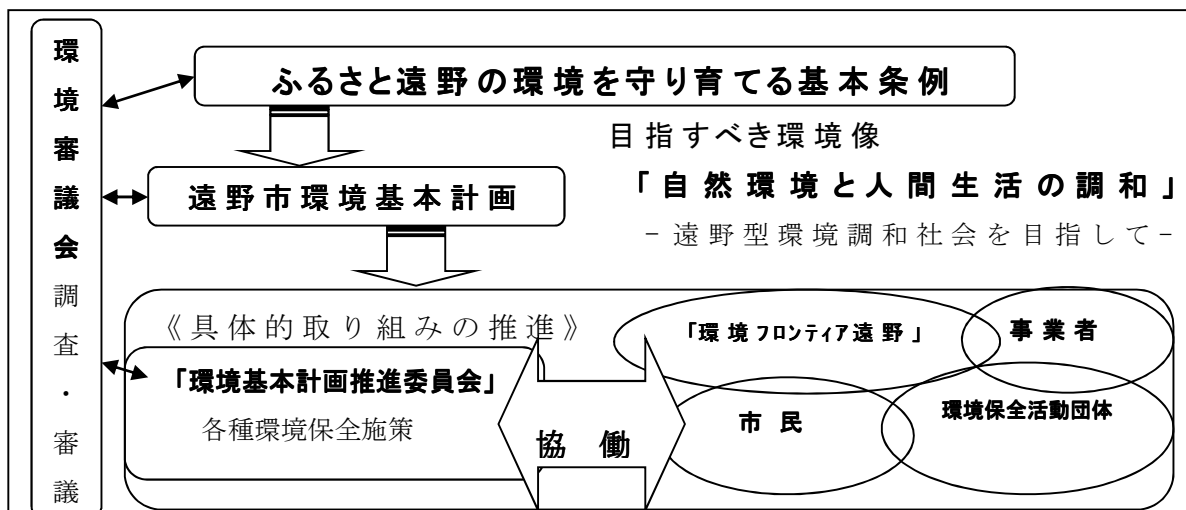 環境審議会調査・審議
ふるさと遠野の環境を守り育てる基本条例
目指すべき環境像
「自然環境と人間生活の調和」
－遠野型環境調和社会を目指して－
遠野市環境基本計画
《具体的取り組みの推進》
「環境基本計画推進委員会」
各種環境保全施策
協働
「環境フロンティア遠野」
事業者
市民
環境保全活動団体